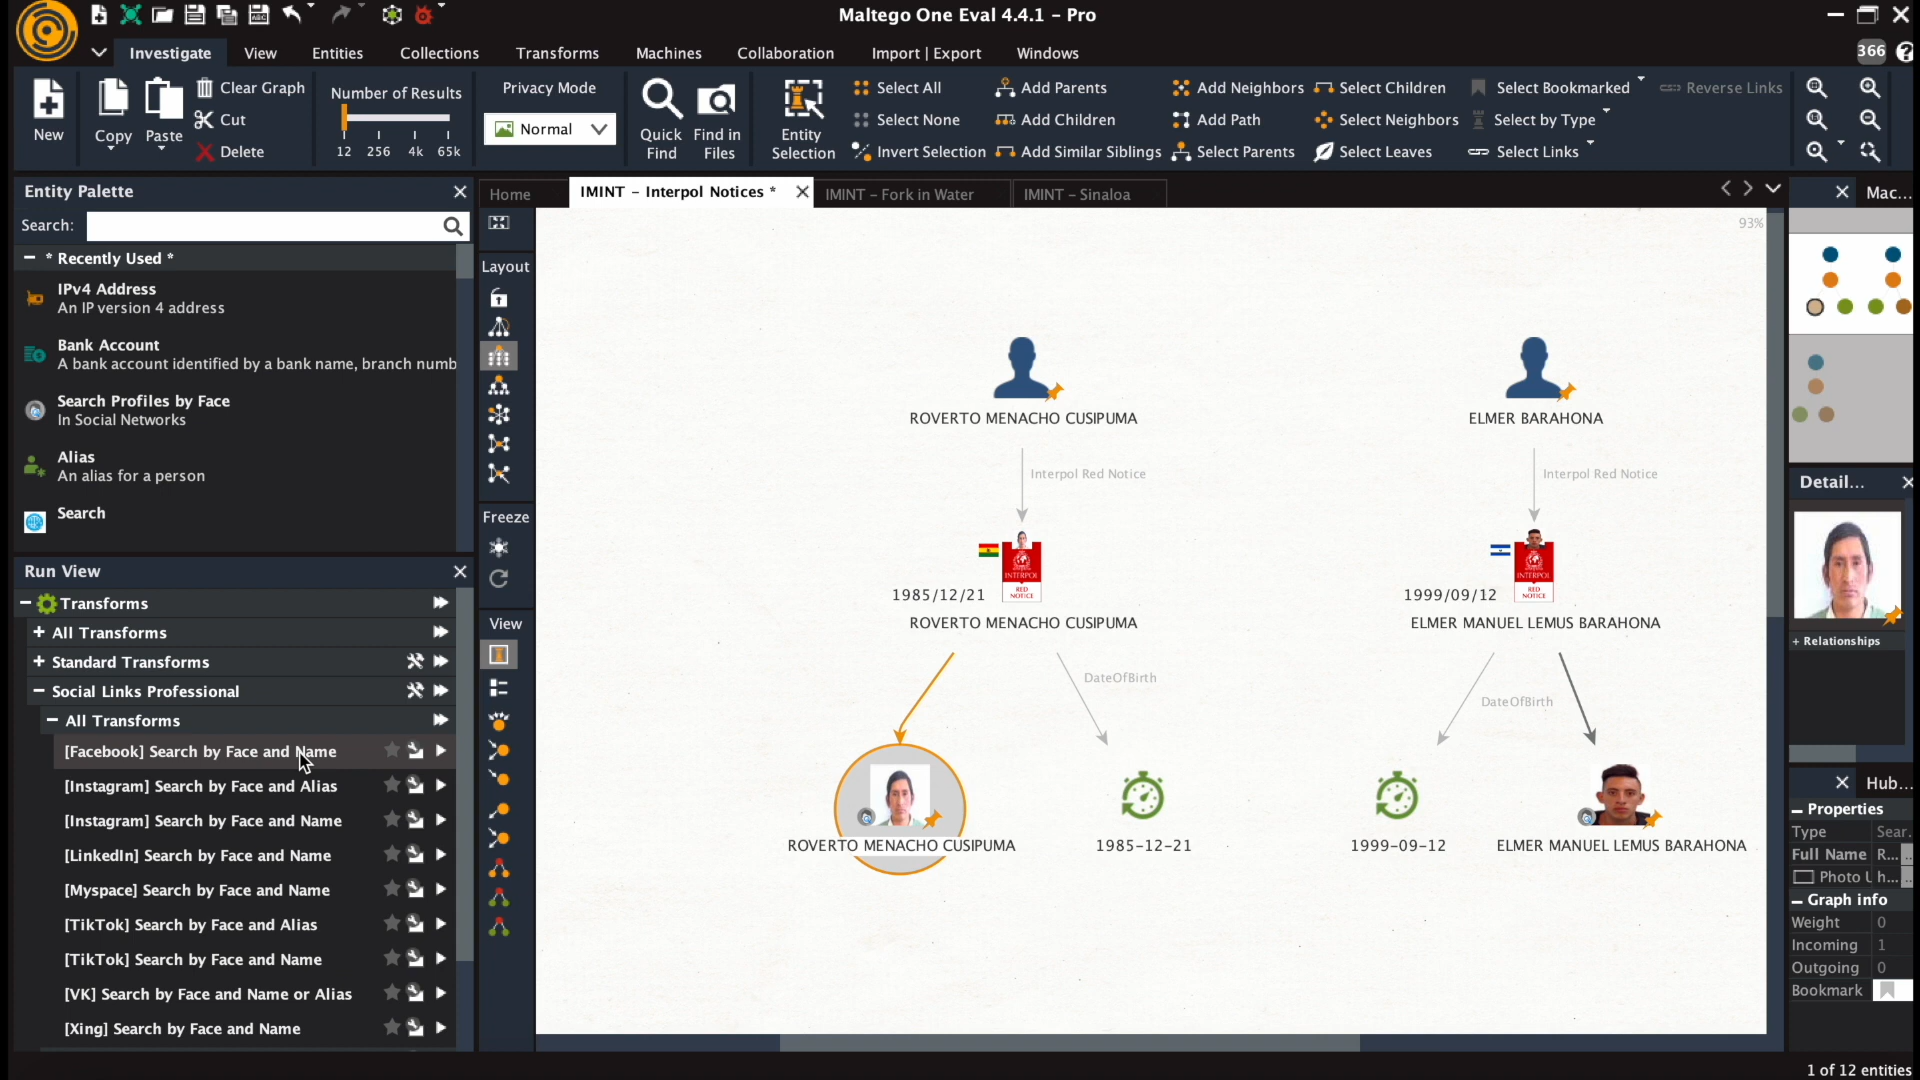 Maltego One Eval 4.4.1 – Pro
Investigate View Entities Collections Transforms Machines Collaboration Import | Export Windows
366
New
Copy
Paste
Clear Graph
Cut
Delete
Number of Results
12 256 4k 65k
Privacy Mode
Normal
Quick Find
Find in Files
Entity Selection
Select All
Select None
Invert Selection
Add Parents
Add Children
Add Similar Siblings
Add Neighbors
Add Path
Select Parents
Select Children
Select Neighbors
Select Leaves
Select Bookmarked
Select by Type
Select Links
Reverse Links
Entity Palette
Search:
* Recently Used *
IPv4 Address
An IP version 4 address
Bank Account
A bank account identified by a bank name, branch numb
Search Profiles by Face
In Social Networks
Alias
An alias for a person
Search
Run View
Transforms
All Transforms
Standard Transforms
Social Links Professional
All Transforms
[Facebook] Search by Face and Name
[Instagram] Search by Face and Alias
[Instagram] Search by Face and Name
[LinkedIn] Search by Face and Name
[Myspace] Search by Face and Name
[TikTok] Search by Face and Alias
[TikTok] Search by Face and Name
[VK] Search by Face and Name or Alias
[Xing] Search by Face and Name
Home
IMINT – Interpol Notices *
IMINT – Fork in Water
IMINT – Sinaloa
Layout
Freeze
View
93%
ROVERTO MENACHO CUSIPUMA
ELMER BARAHONA
Interpol Red Notice
Interpol Red Notice
INTERPOL
RED
NOTICE
INTERPOL
RED
NOTICE
1985/12/21
1999/09/12
ROVERTO MENACHO CUSIPUMA
ELMER MANUEL LEMUS BARAHONA
DateOfBirth
DateOfBirth
ROVERTO MENACHO CUSIPUMA
1985-12-21
1999-09-12
ELMER MANUEL LEMUS BARAHONA
Mac...
Detail...
+ Relationships
Hub...
Properties
Type Sear.
Full Name R... ...
Photo U h... ...
Graph info
Weight 0
Incoming 1
Outgoing 0
Bookmark
1 of 12 entities